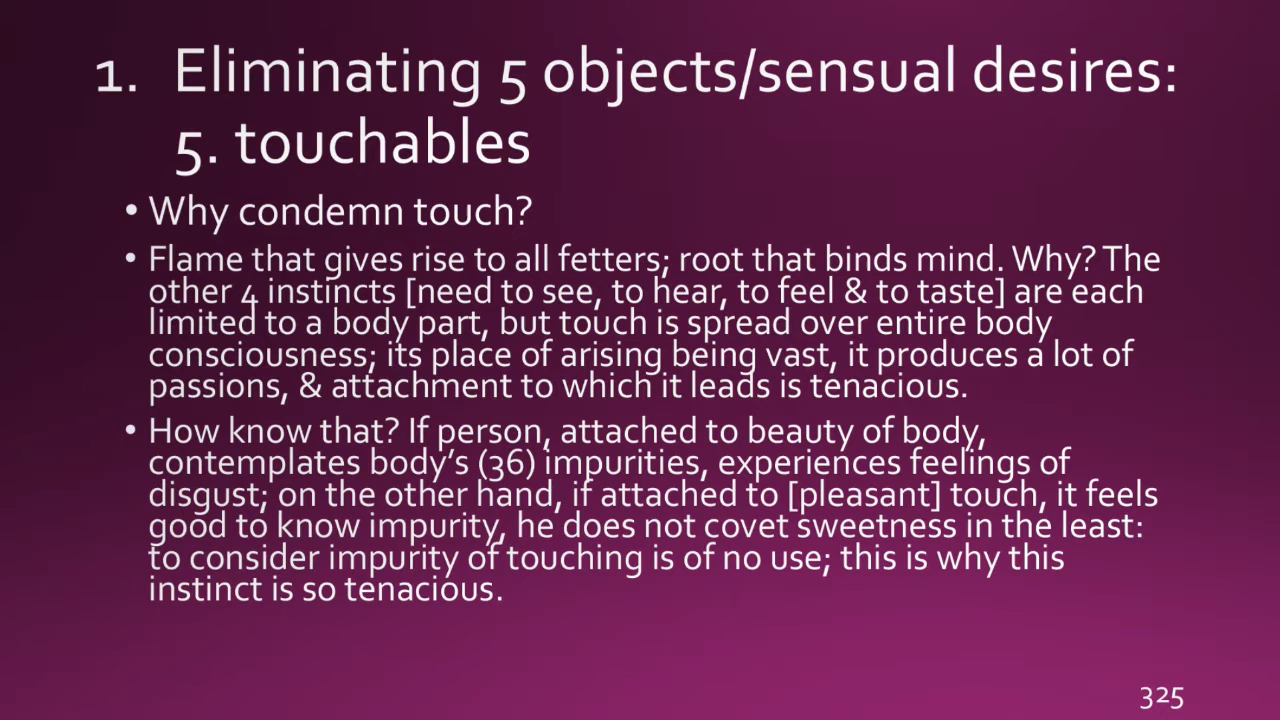 1. Eliminating 5 objects/sensual desires:
5. touchables
• Why condemn touch?
• Flame that gives rise to all fetters; root that binds mind. Why? The
other 4 instincts [need to see, to hear, to feel & to taste] are each
limited to a body part, but touch is spread over entire body
consciousness; its place of arising being vast, it produces a lot of
passions, & attachment to which it leads is tenacious.
• How know that? If person, attached to beauty of body,
contemplates body’s (36) impurities, experiences feelings of
disgust; on the other hand, if attached to [pleasant] touch, it feels
good to know impurity, he does not covet sweetness in the least:
to consider impurity of touching is of no use; this is why this
instinct is so tenacious.
325